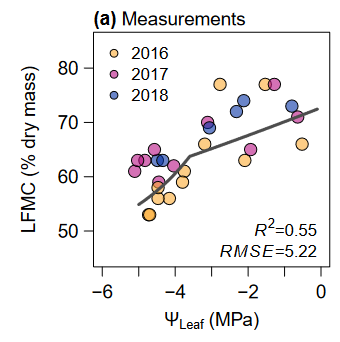 (a) Measurements
LFMC (% dry mass)
80
70
60
50
2016
2017
2018
R²=0.55
RMSE=5.22
−6
−4
−2
0
Ψ_Leaf (MPa)